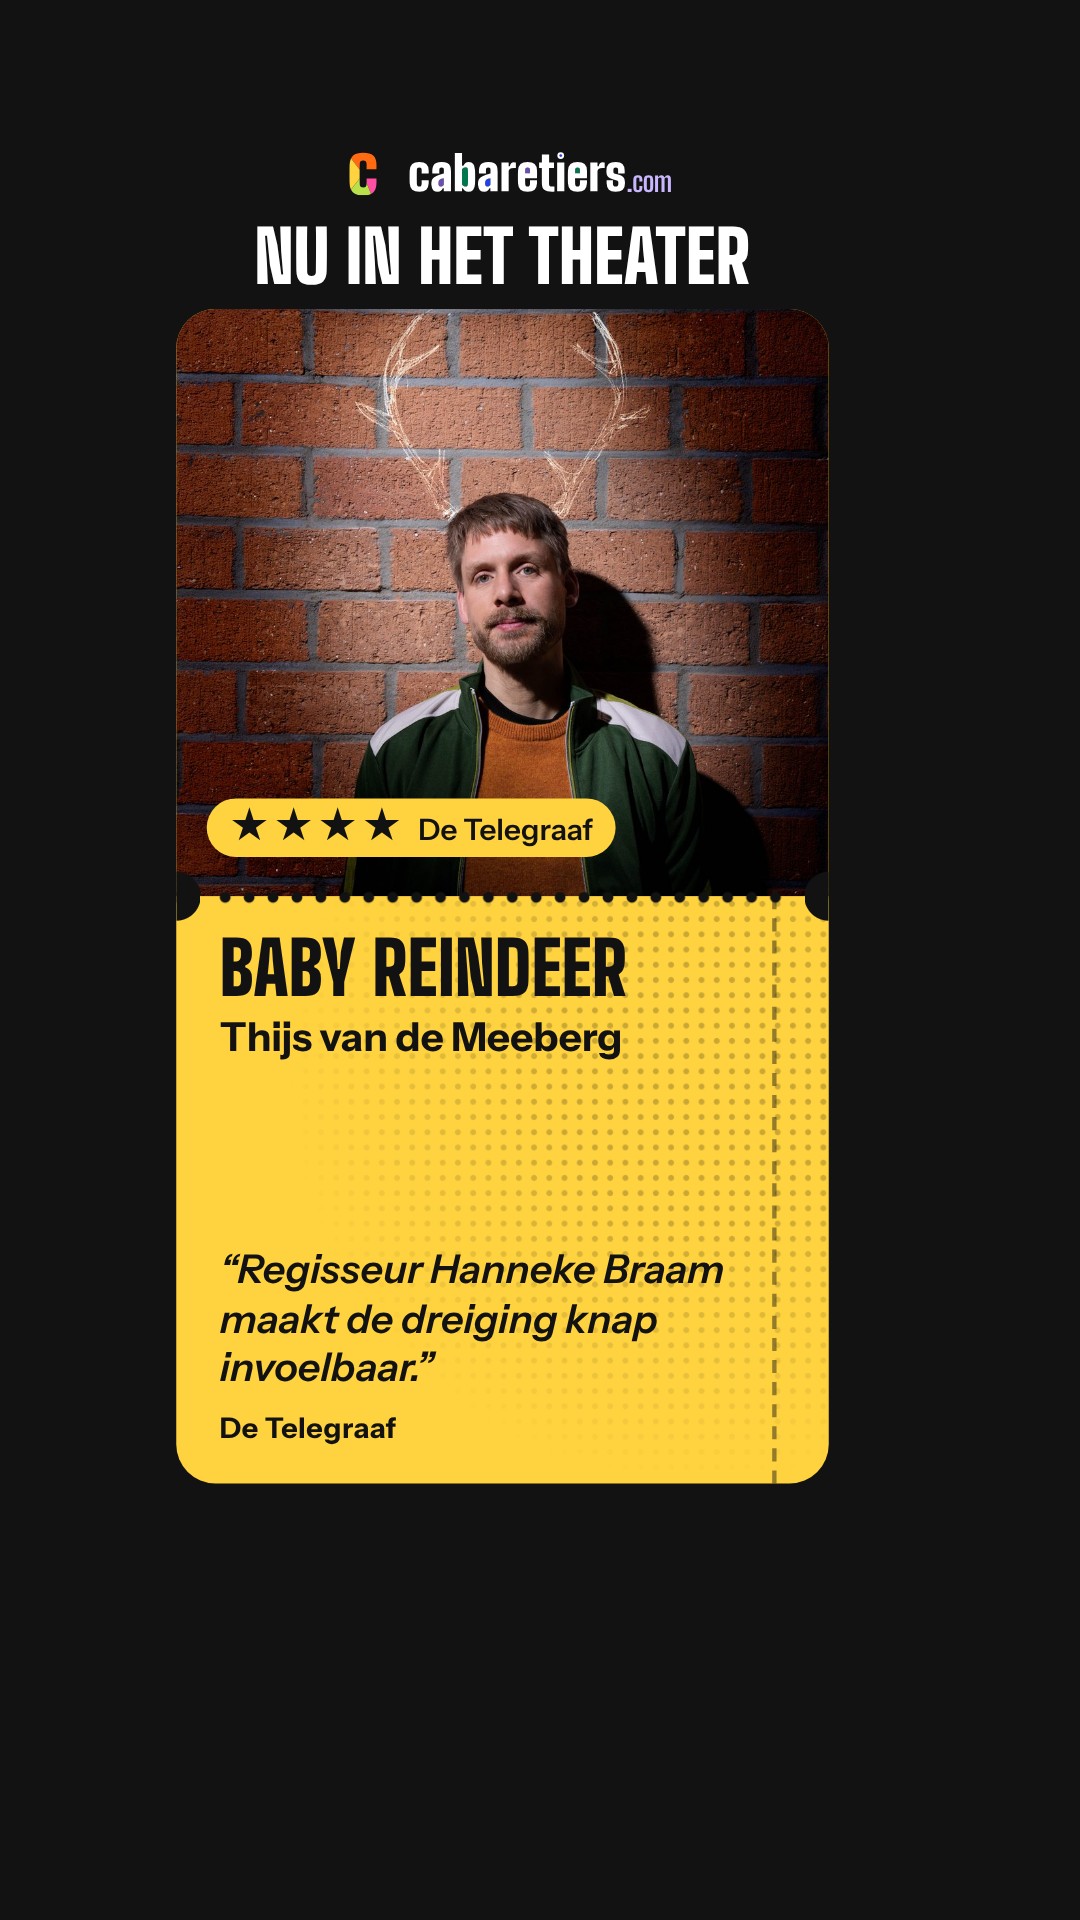 cabaretiers.com
NU IN HET THEATER
★★★★ De Telegraaf
BABY REINDEER
Thijs van de Meeberg
“Regisseur Hanneke Braam
maakt de dreiging knap
invoelbaar.”
De Telegraaf